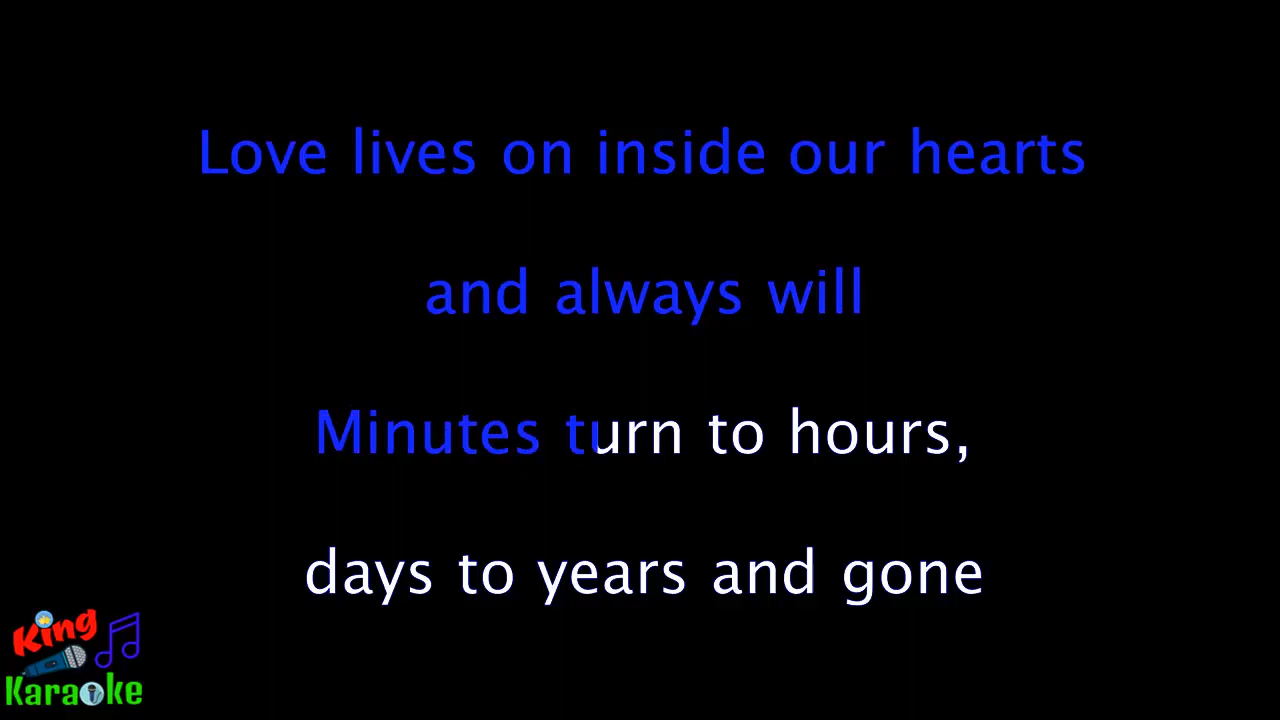 Love lives on inside our hearts
and always will
Minutes turn to hours,
days to years and gone
King
Karaoke